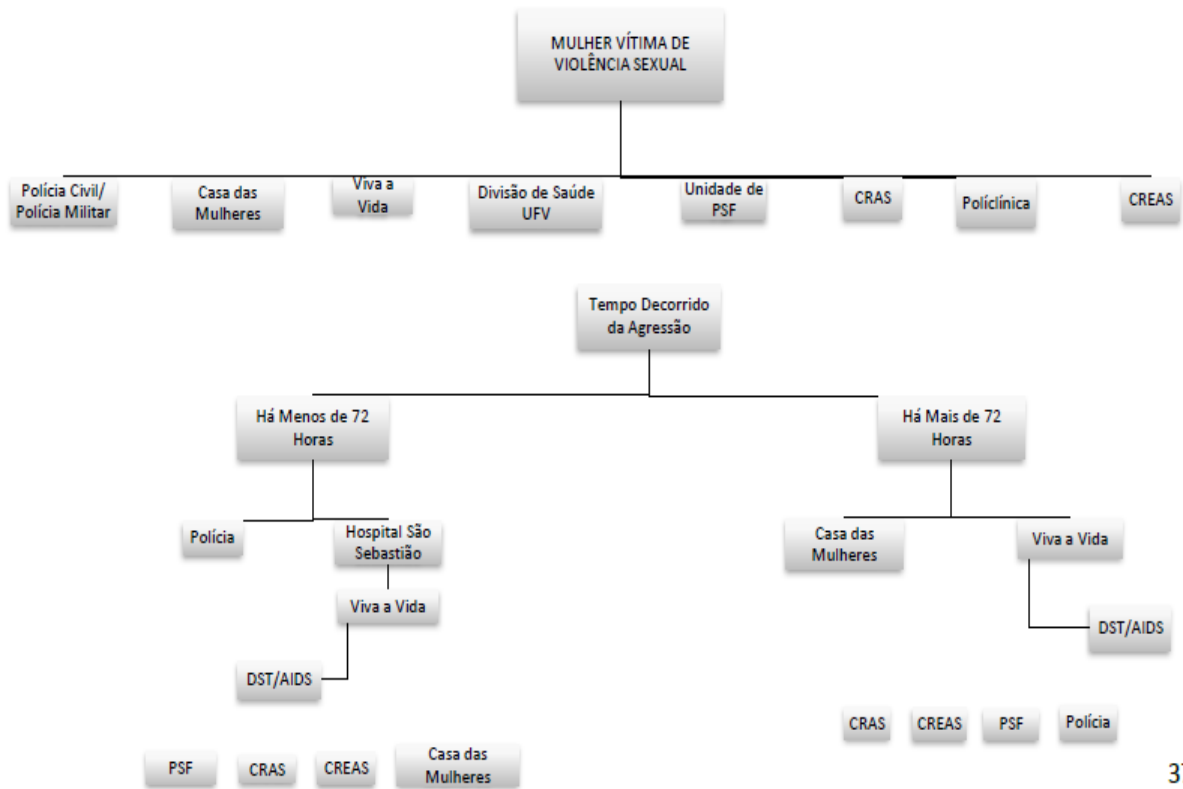 MULHER VÍTIMA DE
VIOLÊNCIA SEXUAL
Polícia Civil/
Polícia Militar
Casa das
Mulheres
Viva a
Vida
Divisão de Saúde
UFV
Unidade de
PSF
CRAS
Políclínica
CREAS
Tempo Decorrido
da Agressão
Há Menos de 72
Horas
Há Mais de 72
Horas
Polícia
Hospital São
Sebastião
Casa das
Mulheres
Viva a Vida
Viva a Vida
DST/AIDS
DST/AIDS
CRAS
CREAS
PSF
Polícia
PSF
CRAS
CREAS
Casa das
Mulheres